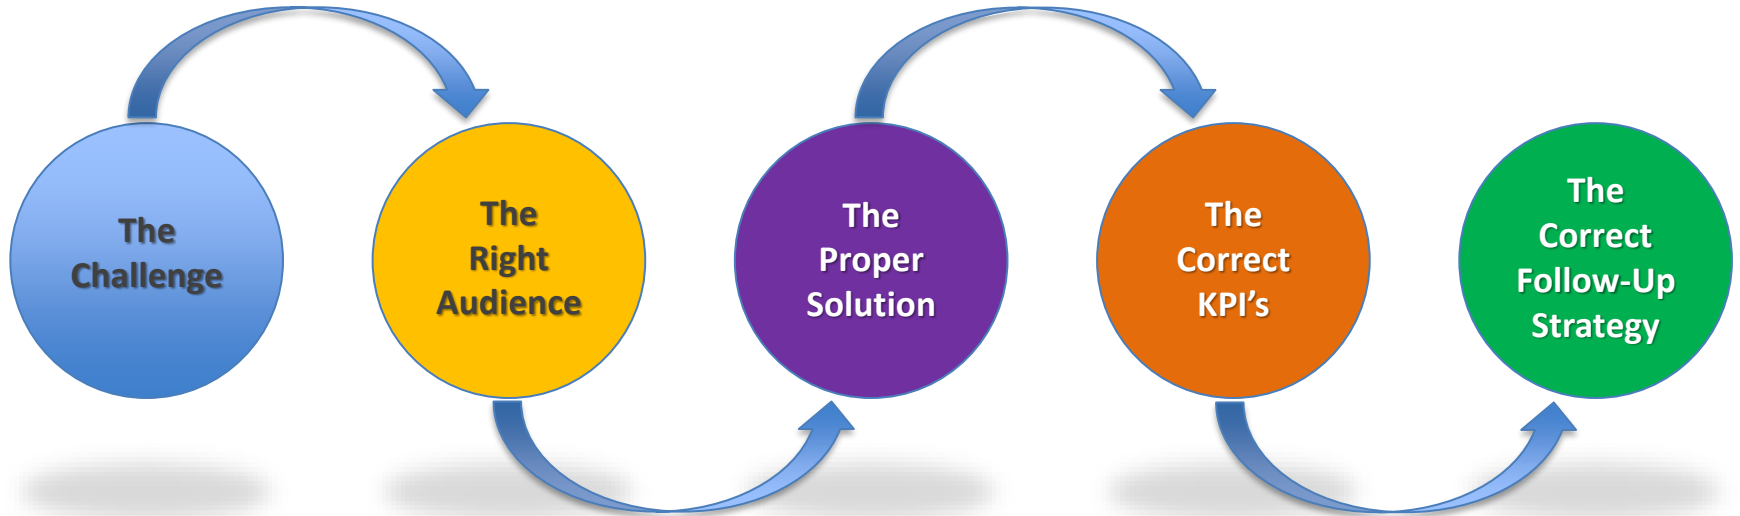 The
Challenge
The
Right
Audience
The
Proper
Solution
The
Correct
KPI’s
The
Correct
Follow-Up
Strategy